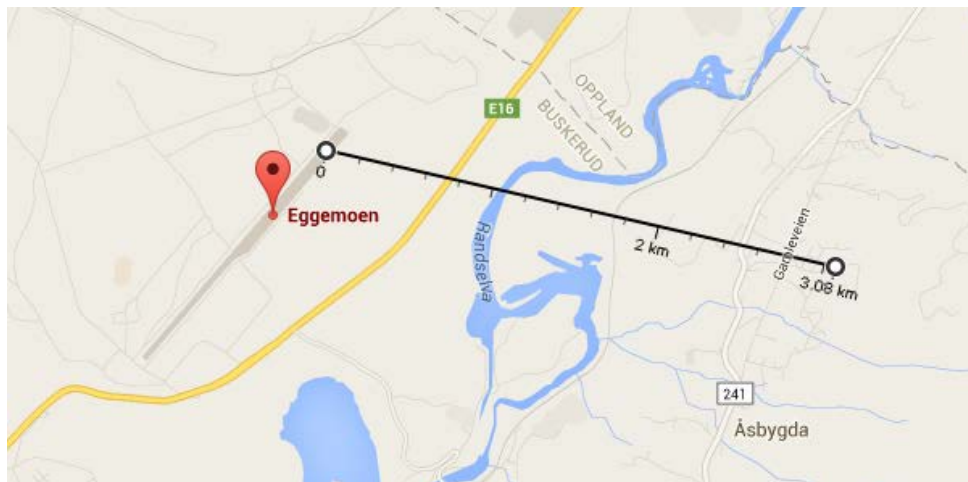 E16
OPPLAND
BUSKERUD
0
Eggemoen
Randselva
Gamleveien
2 km
3.08 km
241
Åsbygda